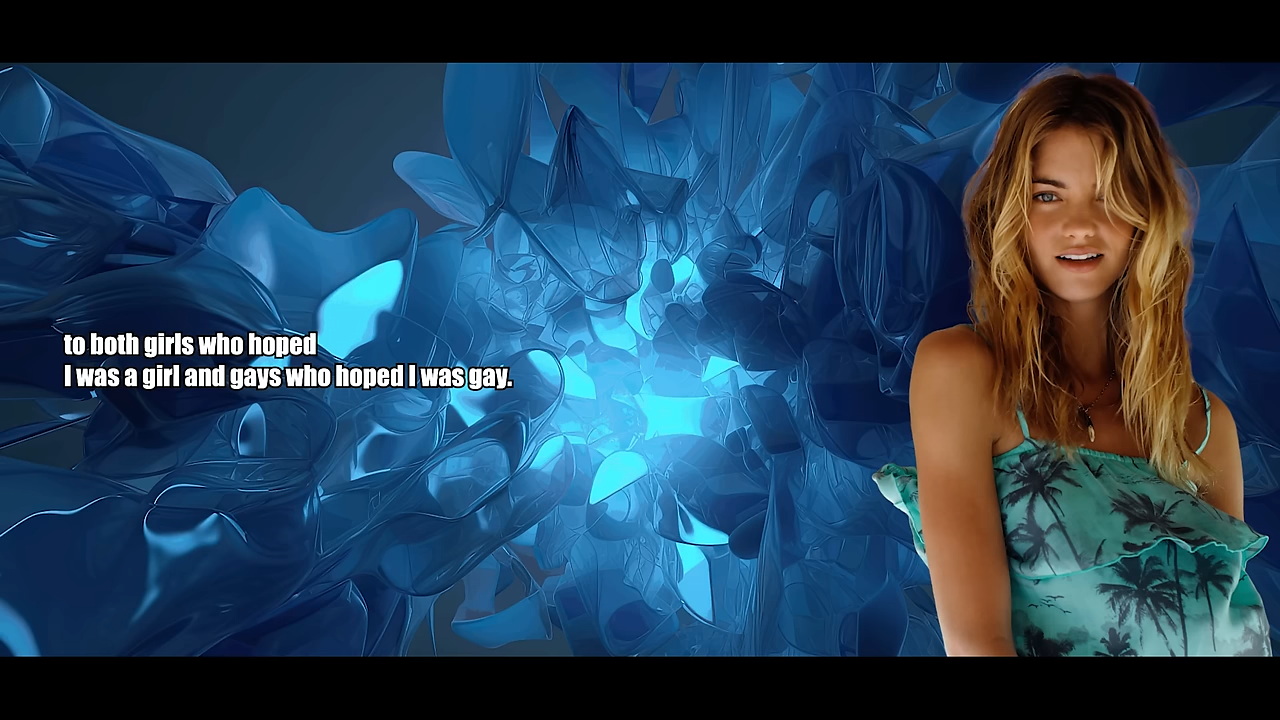 to both girls who hoped
I was a girl and gays who hoped I was gay.